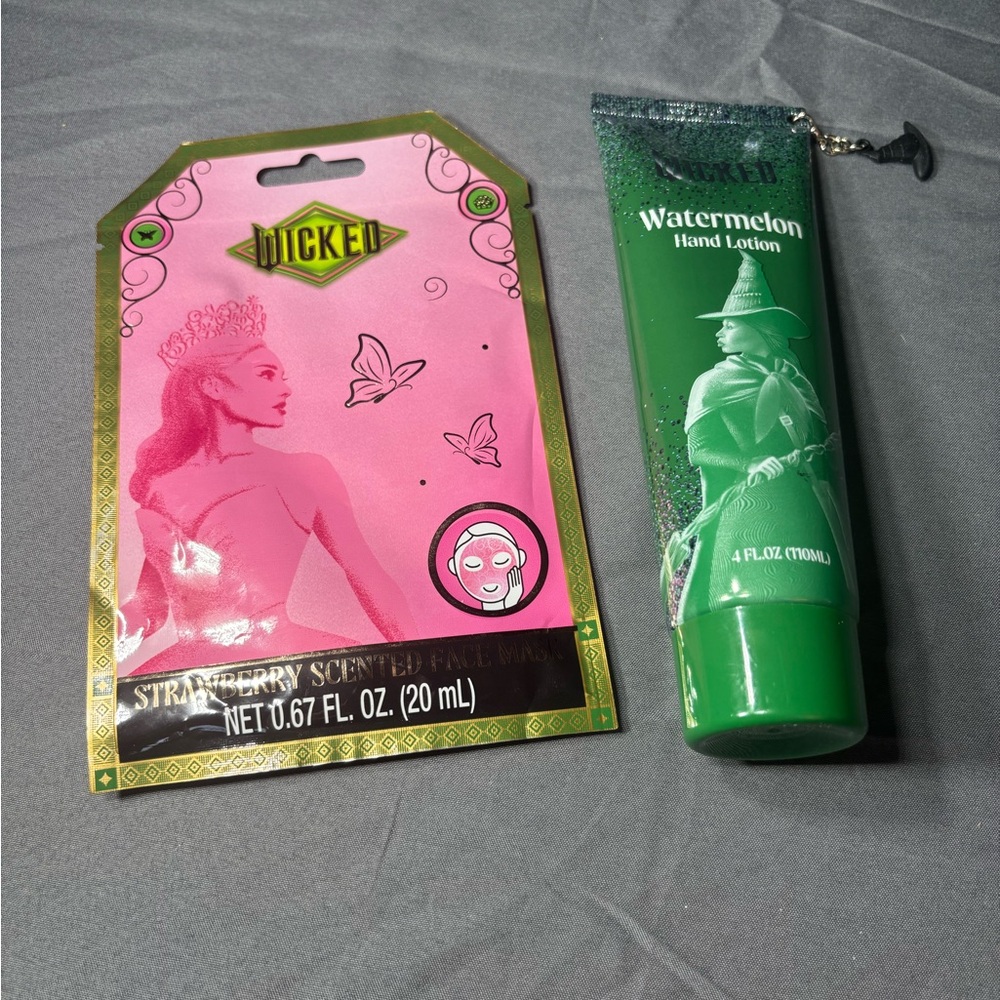 WICKED
STRAWBERRY SCENTED FACE MASK
NET 0.67 FL. OZ. (20 mL)
WICKED
Watermelon
Hand Lotion
4 FL.OZ (110ML)